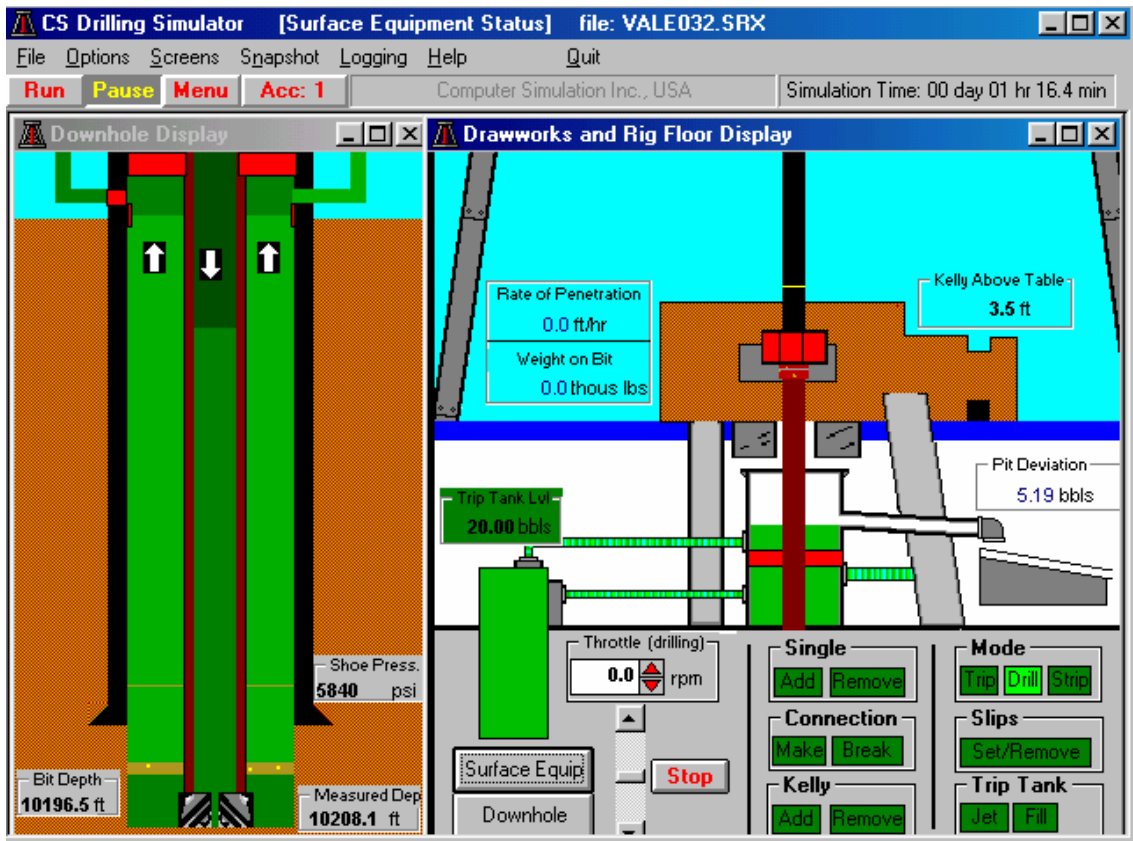 CS Drilling Simulator [Surface Equipment Status] file: VALE032.SRX
File Options Screens Snapshot Logging Help Quit
Run Pause Menu Acc: 1 Computer Simulation Inc., USA Simulation Time: 00 day 01 hr 16.4 min
Downhole Display
Shoe Press.
5840 psi
Bit Depth
10196.5 ft
Measured Dep
10208.1 ft
Drawworks and Rig Floor Display
Rate of Penetration
0.0 ft/hr
Weight on Bit
0.0 thous lbs
Kelly Above Table
3.5 ft
Pit Deviation
5.19 bbls
Trip Tank Lvl
20.00 bbls
Throttle (drilling)
0.0 rpm
Surface Equip
Downhole
Stop
Single
Add Remove
Connection
Make Break
Kelly
Add Remove
Mode
Trip Drill Strip
Slips
Set/Remove
Trip Tank
Jet Fill